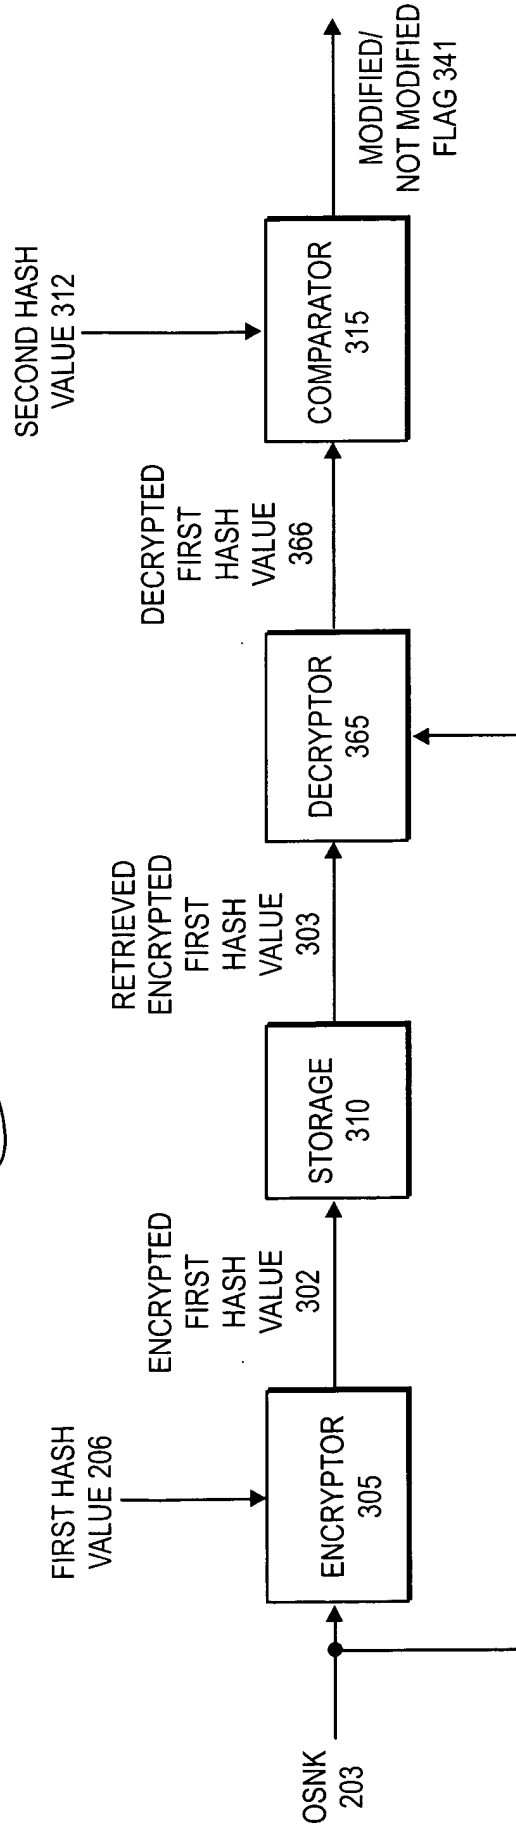 OSNK
203
FIRST HASH
VALUE 206
ENCRYPTOR
305
ENCRYPTED
FIRST
HASH
VALUE
302
STORAGE
310
RETRIEVED
ENCRYPTED
FIRST
HASH
VALUE
303
DECRYPTOR
365
DECRYPTED
FIRST
HASH
VALUE
366
SECOND HASH
VALUE 312
COMPARATOR
315
MODIFIED/
NOT MODIFIED
FLAG 341